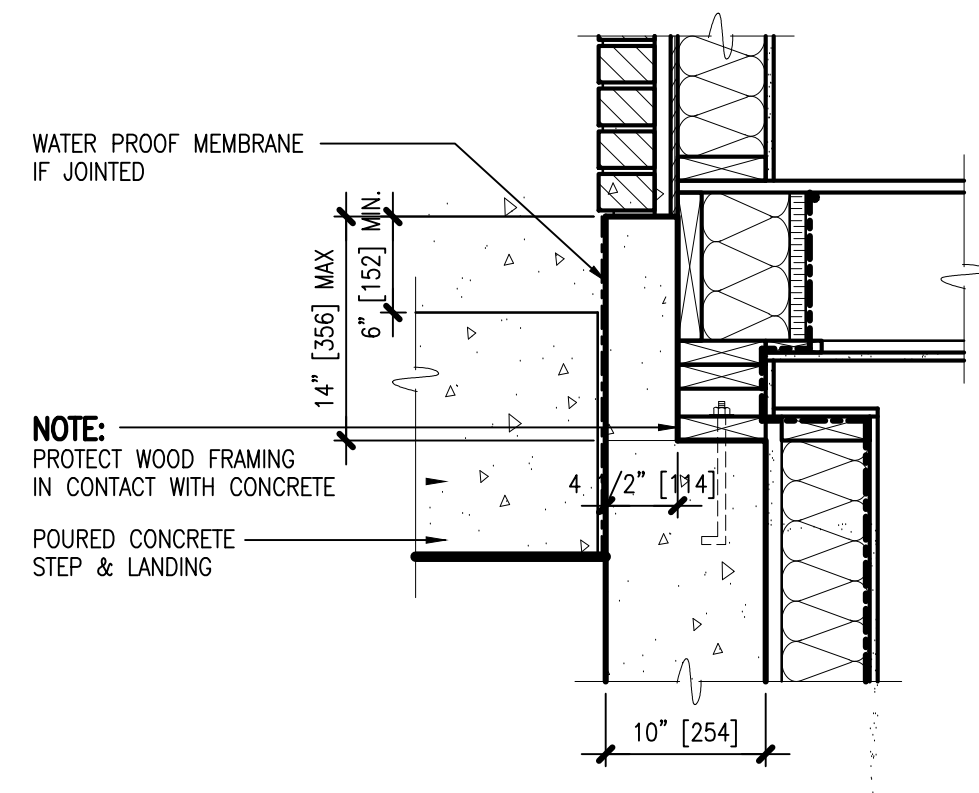 WATER PROOF MEMBRANE
IF JOINTED
14" [356] MAX
6" [152] MIN.
NOTE:
PROTECT WOOD FRAMING
IN CONTACT WITH CONCRETE
4 1/2" [114]
POURED CONCRETE
STEP & LANDING
10" [254]